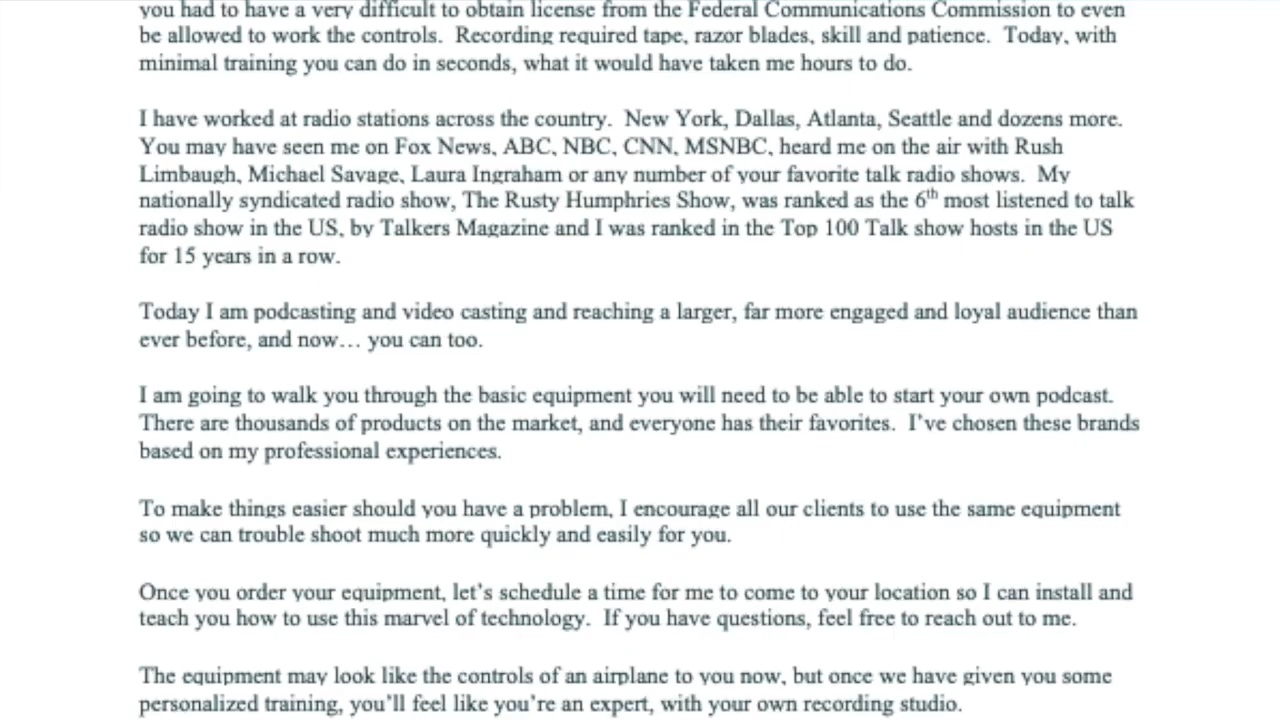 you had to have a very difficult to obtain license from the Federal Communications Commission to even
be allowed to work the controls.  Recording required tape, razor blades, skill and patience.  Today, with
minimal training you can do in seconds, what it would have taken me hours to do.
I have worked at radio stations across the country.  New York, Dallas, Atlanta, Seattle and dozens more.
You may have seen me on Fox News, ABC, NBC, CNN, MSNBC, heard me on the air with Rush
Limbaugh, Michael Savage, Laura Ingraham or any number of your favorite talk radio shows.  My
nationally syndicated radio show, The Rusty Humphries Show, was ranked as the 6th most listened to talk
radio show in the US, by Talkers Magazine and I was ranked in the Top 100 Talk show hosts in the US
for 15 years in a row.
Today I am podcasting and video casting and reaching a larger, far more engaged and loyal audience than
ever before, and now… you can too.
I am going to walk you through the basic equipment you will need to be able to start your own podcast.
There are thousands of products on the market, and everyone has their favorites.  I’ve chosen these brands
based on my professional experiences.
To make things easier should you have a problem, I encourage all our clients to use the same equipment
so we can trouble shoot much more quickly and easily for you.
Once you order your equipment, let’s schedule a time for me to come to your location so I can install and
teach you how to use this marvel of technology.  If you have questions, feel free to reach out to me.
The equipment may look like the controls of an airplane to you now, but once we have given you some
personalized training, you’ll feel like you’re an expert, with your own recording studio.